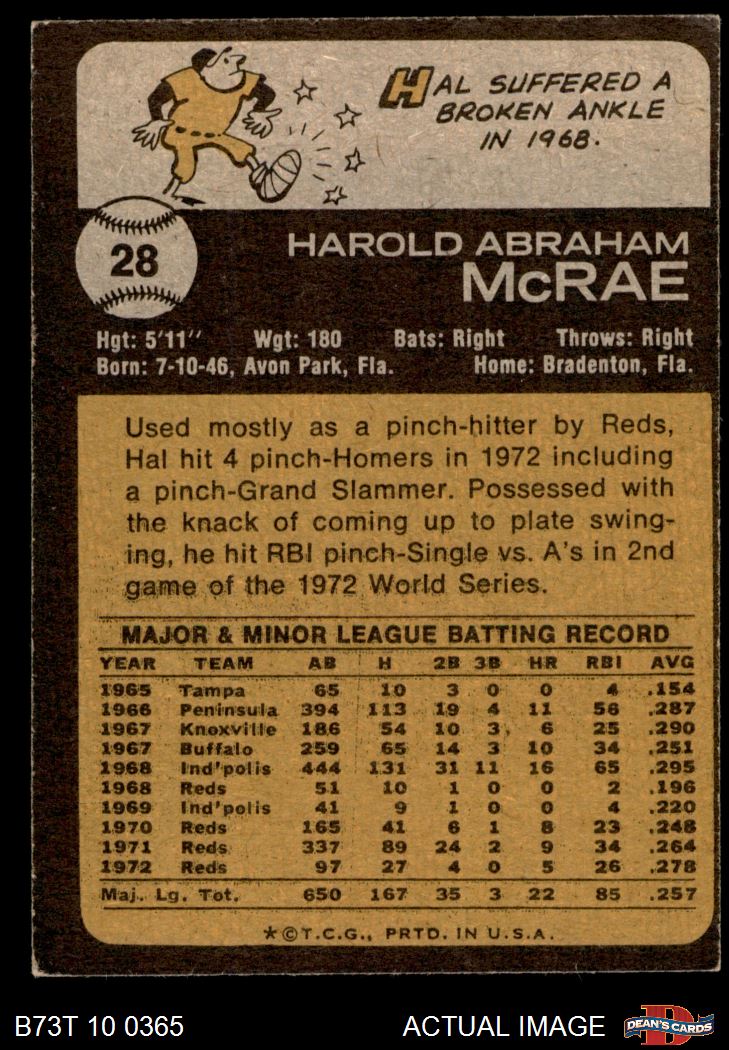 HAL SUFFERED A
BROKEN ANKLE
IN 1968.
28
HAROLD ABRAHAM
McRAE
Hgt: 5'11" Wgt: 180 Bats: Right Throws: Right
Born: 7-10-46, Avon Park, Fla. Home: Bradenton, Fla.
Used mostly as a pinch-hitter by Reds,
Hal hit 4 pinch-Homers in 1972 including
a pinch-Grand Slammer. Possessed with
the knack of coming up to plate swing-
ing, he hit RBI pinch-Single vs. A's in 2nd
game of the 1972 World Series.
MAJOR & MINOR LEAGUE BATTING RECORD
YEAR TEAM AB H 2B 3B HR RBI AVG
1965 Tampa 65 10 3 0 0 4 .154
1966 Peninsula 394 113 19 4 11 56 .287
1967 Knoxville 186 54 10 3 6 25 .290
1967 Buffalo 259 65 14 3 10 34 .251
1968 Ind'polis 444 131 31 11 16 65 .295
1968 Reds 51 10 1 0 0 2 .196
1969 Ind'polis 41 9 1 0 0 4 .220
1970 Reds 165 41 6 1 8 23 .248
1971 Reds 337 89 24 2 9 34 .264
1972 Reds 97 27 4 0 5 26 .278
Maj. Lg. Tot. 650 167 35 3 22 85 .257
*©T.C.G., PRTD. IN U.S.A.
B73T 10 0365 ACTUAL IMAGE DEAN'S CARDS